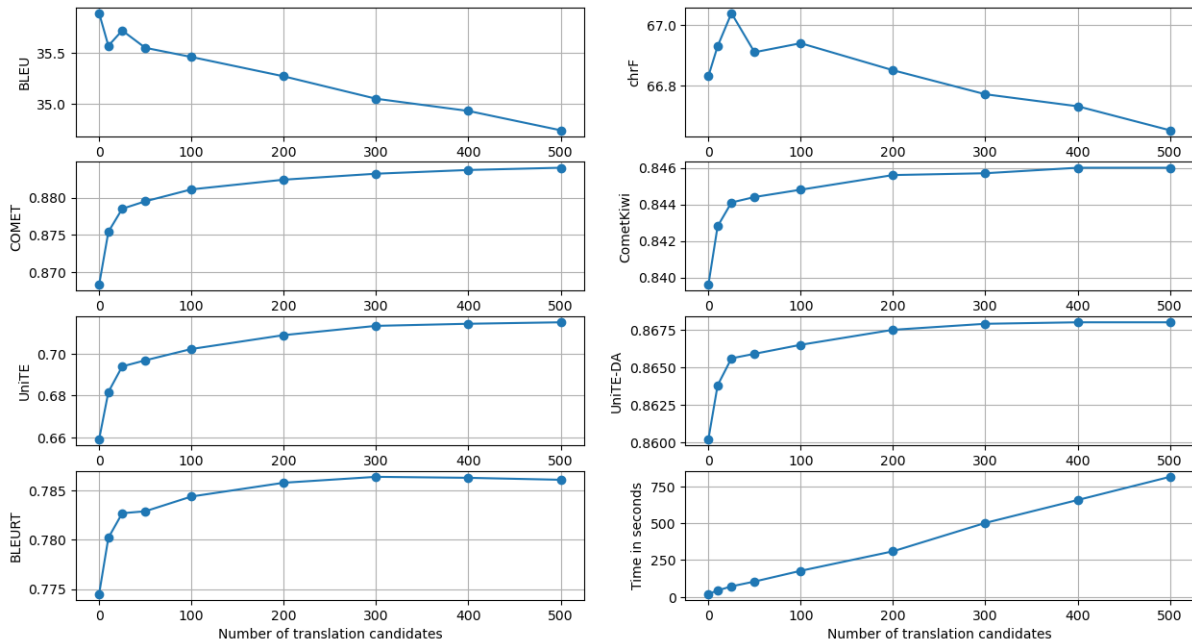 BLEU
35.5
35.0
0 100 200 300 400 500
chrF
67.0
66.8
0 100 200 300 400 500
COMET
0.880
0.875
0.870
0 100 200 300 400 500
CometKiwi
0.846
0.844
0.842
0.840
0 100 200 300 400 500
UniTE
0.70
0.68
0.66
0 100 200 300 400 500
UniTE-DA
0.8675
0.8650
0.8625
0.8600
0 100 200 300 400 500
BLEURT
0.785
0.780
0.775
0 100 200 300 400 500
Number of translation candidates
Time in seconds
750
500
250
0
0 100 200 300 400 500
Number of translation candidates